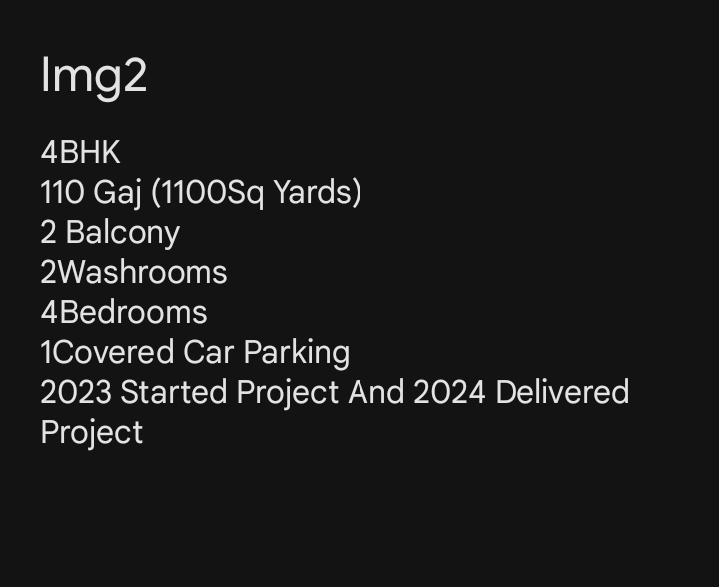 Img2
4BHK
110 Gaj (1100Sq Yards)
2 Balcony
2Washrooms
4Bedrooms
1Covered Car Parking
2023 Started Project And 2024 Delivered
Project